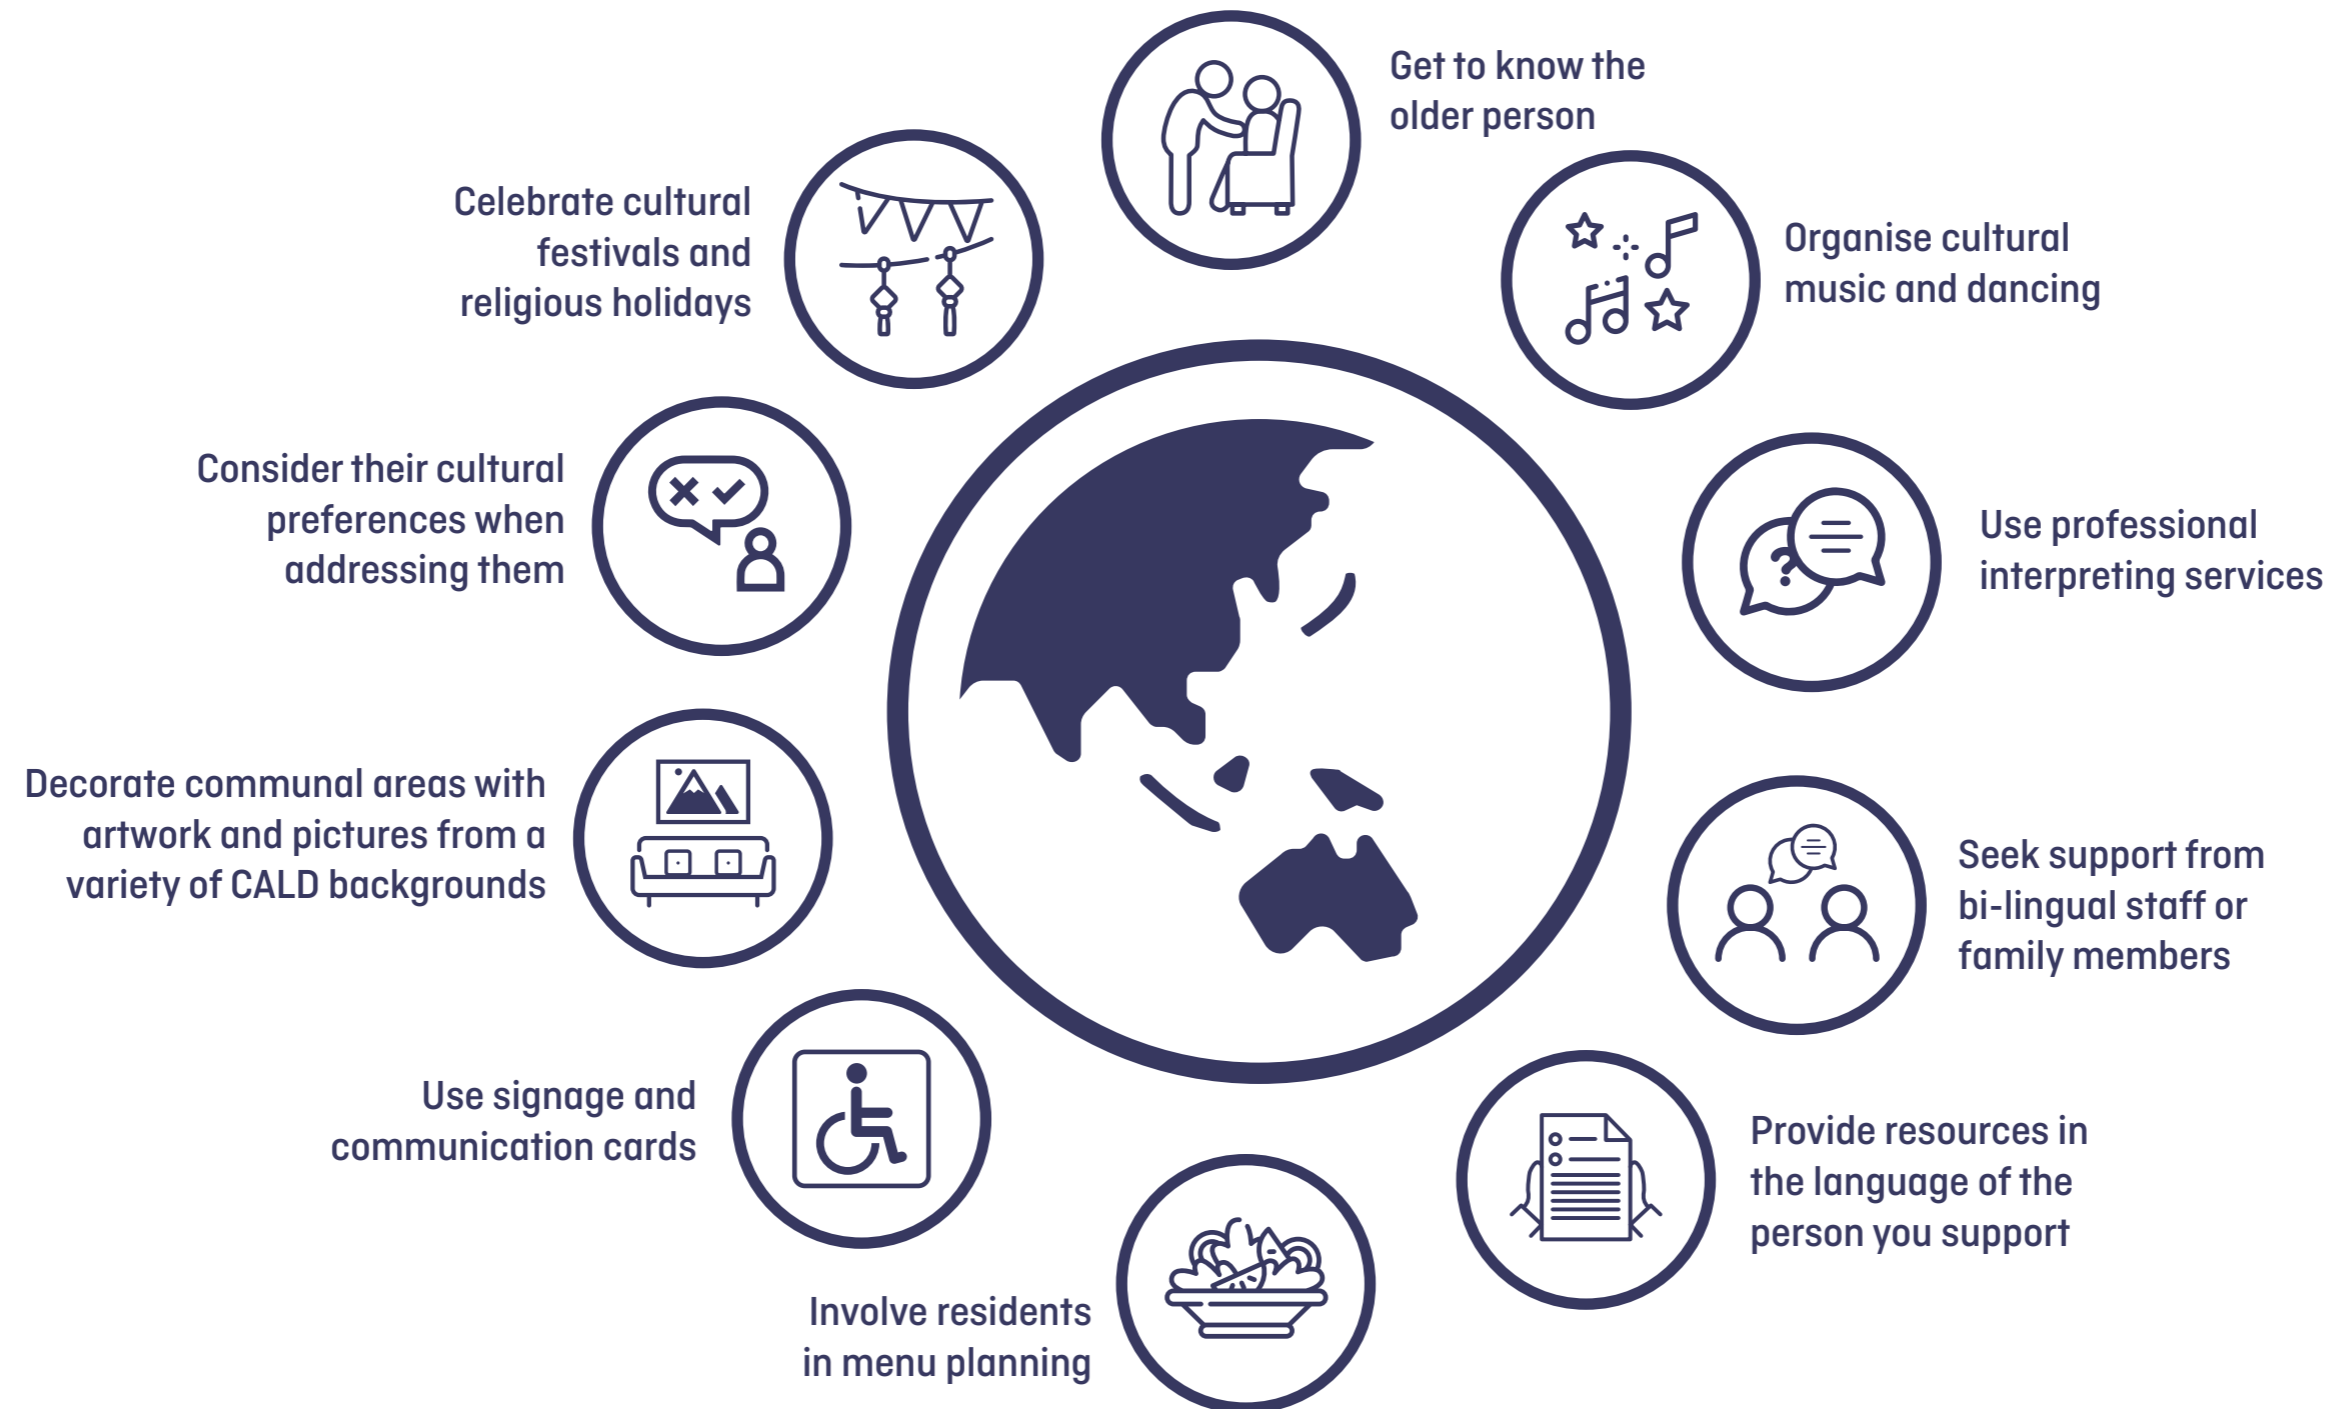 Get to know the
older person
Organise cultural
music and dancing
Use professional
interpreting services
Seek support from
bi-lingual staff or
family members
Provide resources in
the language of the
person you support
Involve residents
in menu planning
Use signage and
communication cards
Decorate communal areas with
artwork and pictures from a
variety of CALD backgrounds
Consider their cultural
preferences when
addressing them
Celebrate cultural
festivals and
religious holidays